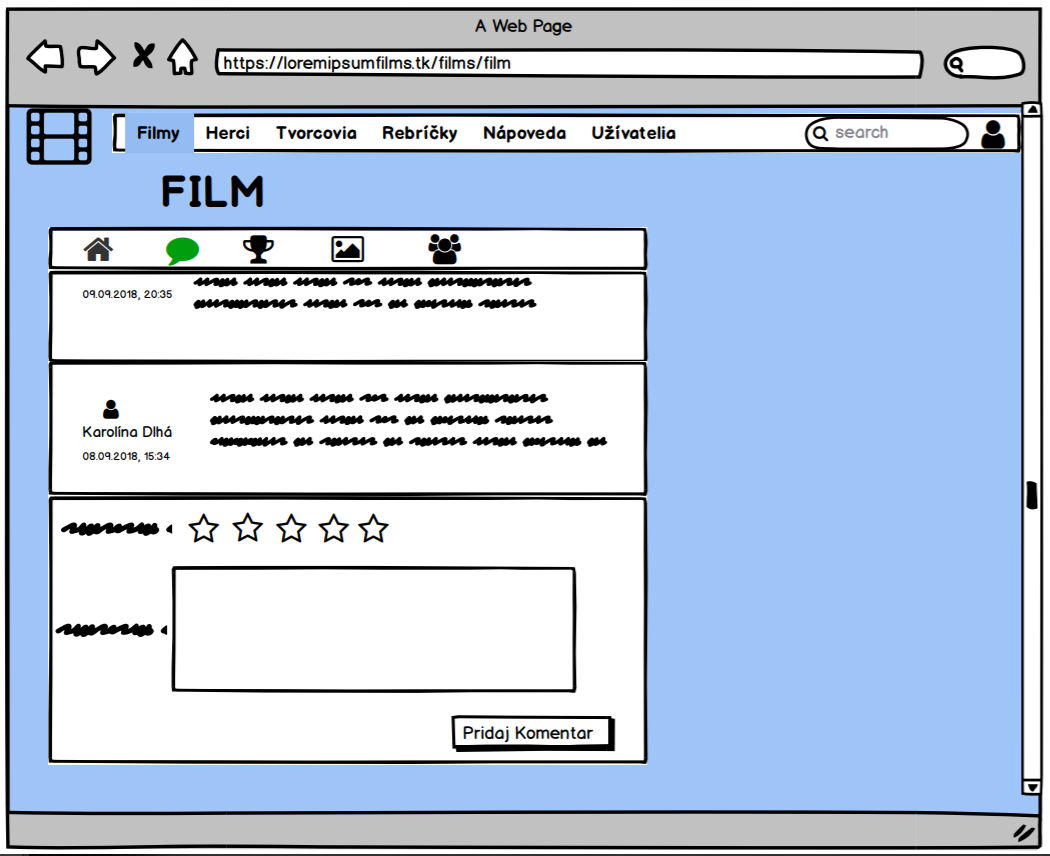 A Web Page
https://loremipsumfilms.tk/films/film
Filmy Herci Tvorcovia Rebríčky Nápoveda Užívatelia search
FILM
09.09.2018, 20:35
Karolína Dlhá
08.09.2018, 15:34
Pridaj Komentar